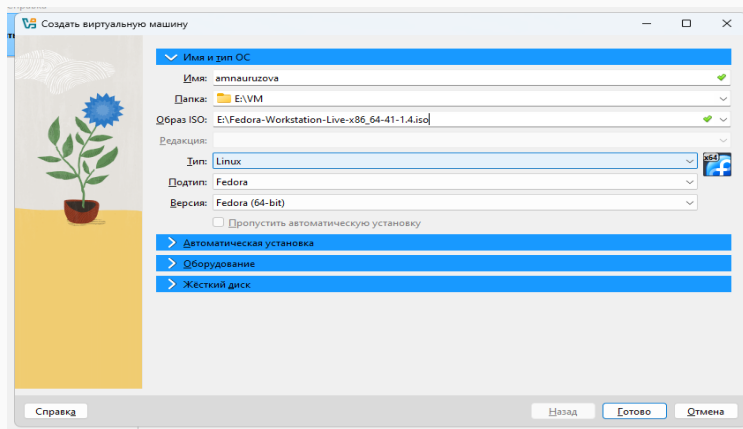 Справка
Создать виртуальную машину
Имя и тип ОС
Имя: amnauruzova
Папка: E:\VM
Образ ISO: E:\Fedora-Workstation-Live-x86_64-41-1.4.iso
Редакция:
Тип: Linux
x64
Подтип: Fedora
Версия: Fedora (64-bit)
Пропустить автоматическую установку
Автоматическая установка
Оборудование
Жёсткий диск
Справка
Назад Готово Отмена